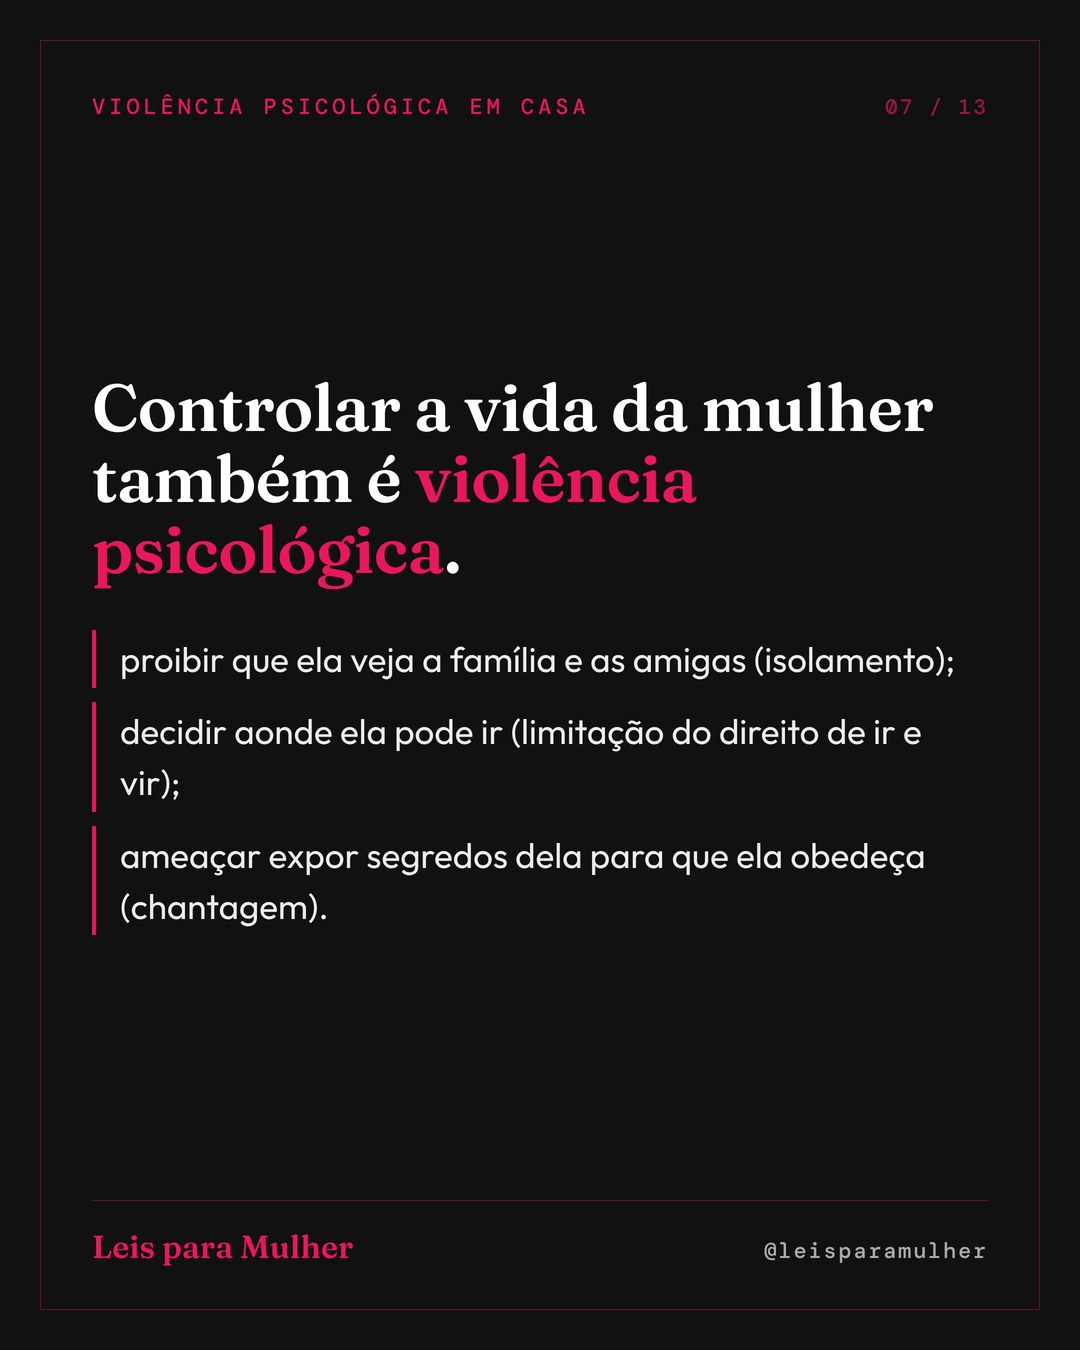 VIOLÊNCIA PSICOLÓGICA EM CASA
07 / 13
Controlar a vida da mulher
também é violência
psicológica.
proibir que ela veja a família e as amigas (isolamento);
decidir aonde ela pode ir (limitação do direito de ir e
vir);
ameaçar expor segredos dela para que ela obedeça
(chantagem).
Leis para Mulher
@leisparamulher